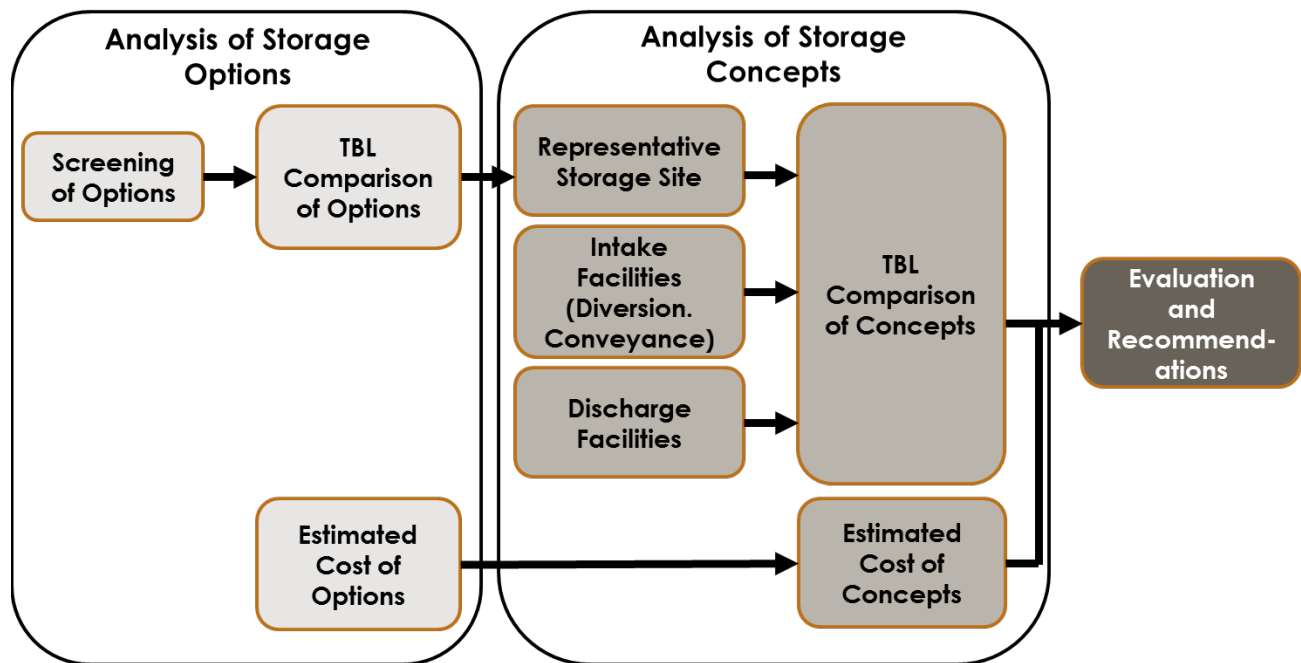 Analysis of Storage
Options
Screening
of Options
TBL
Comparison
of Options
Estimated
Cost of
Options
Analysis of Storage
Concepts
Representative
Storage Site
Intake
Facilities
(Diversion.
Conveyance)
Discharge
Facilities
TBL
Comparison
of Concepts
Estimated
Cost of
Concepts
Evaluation
and
Recommend-
ations